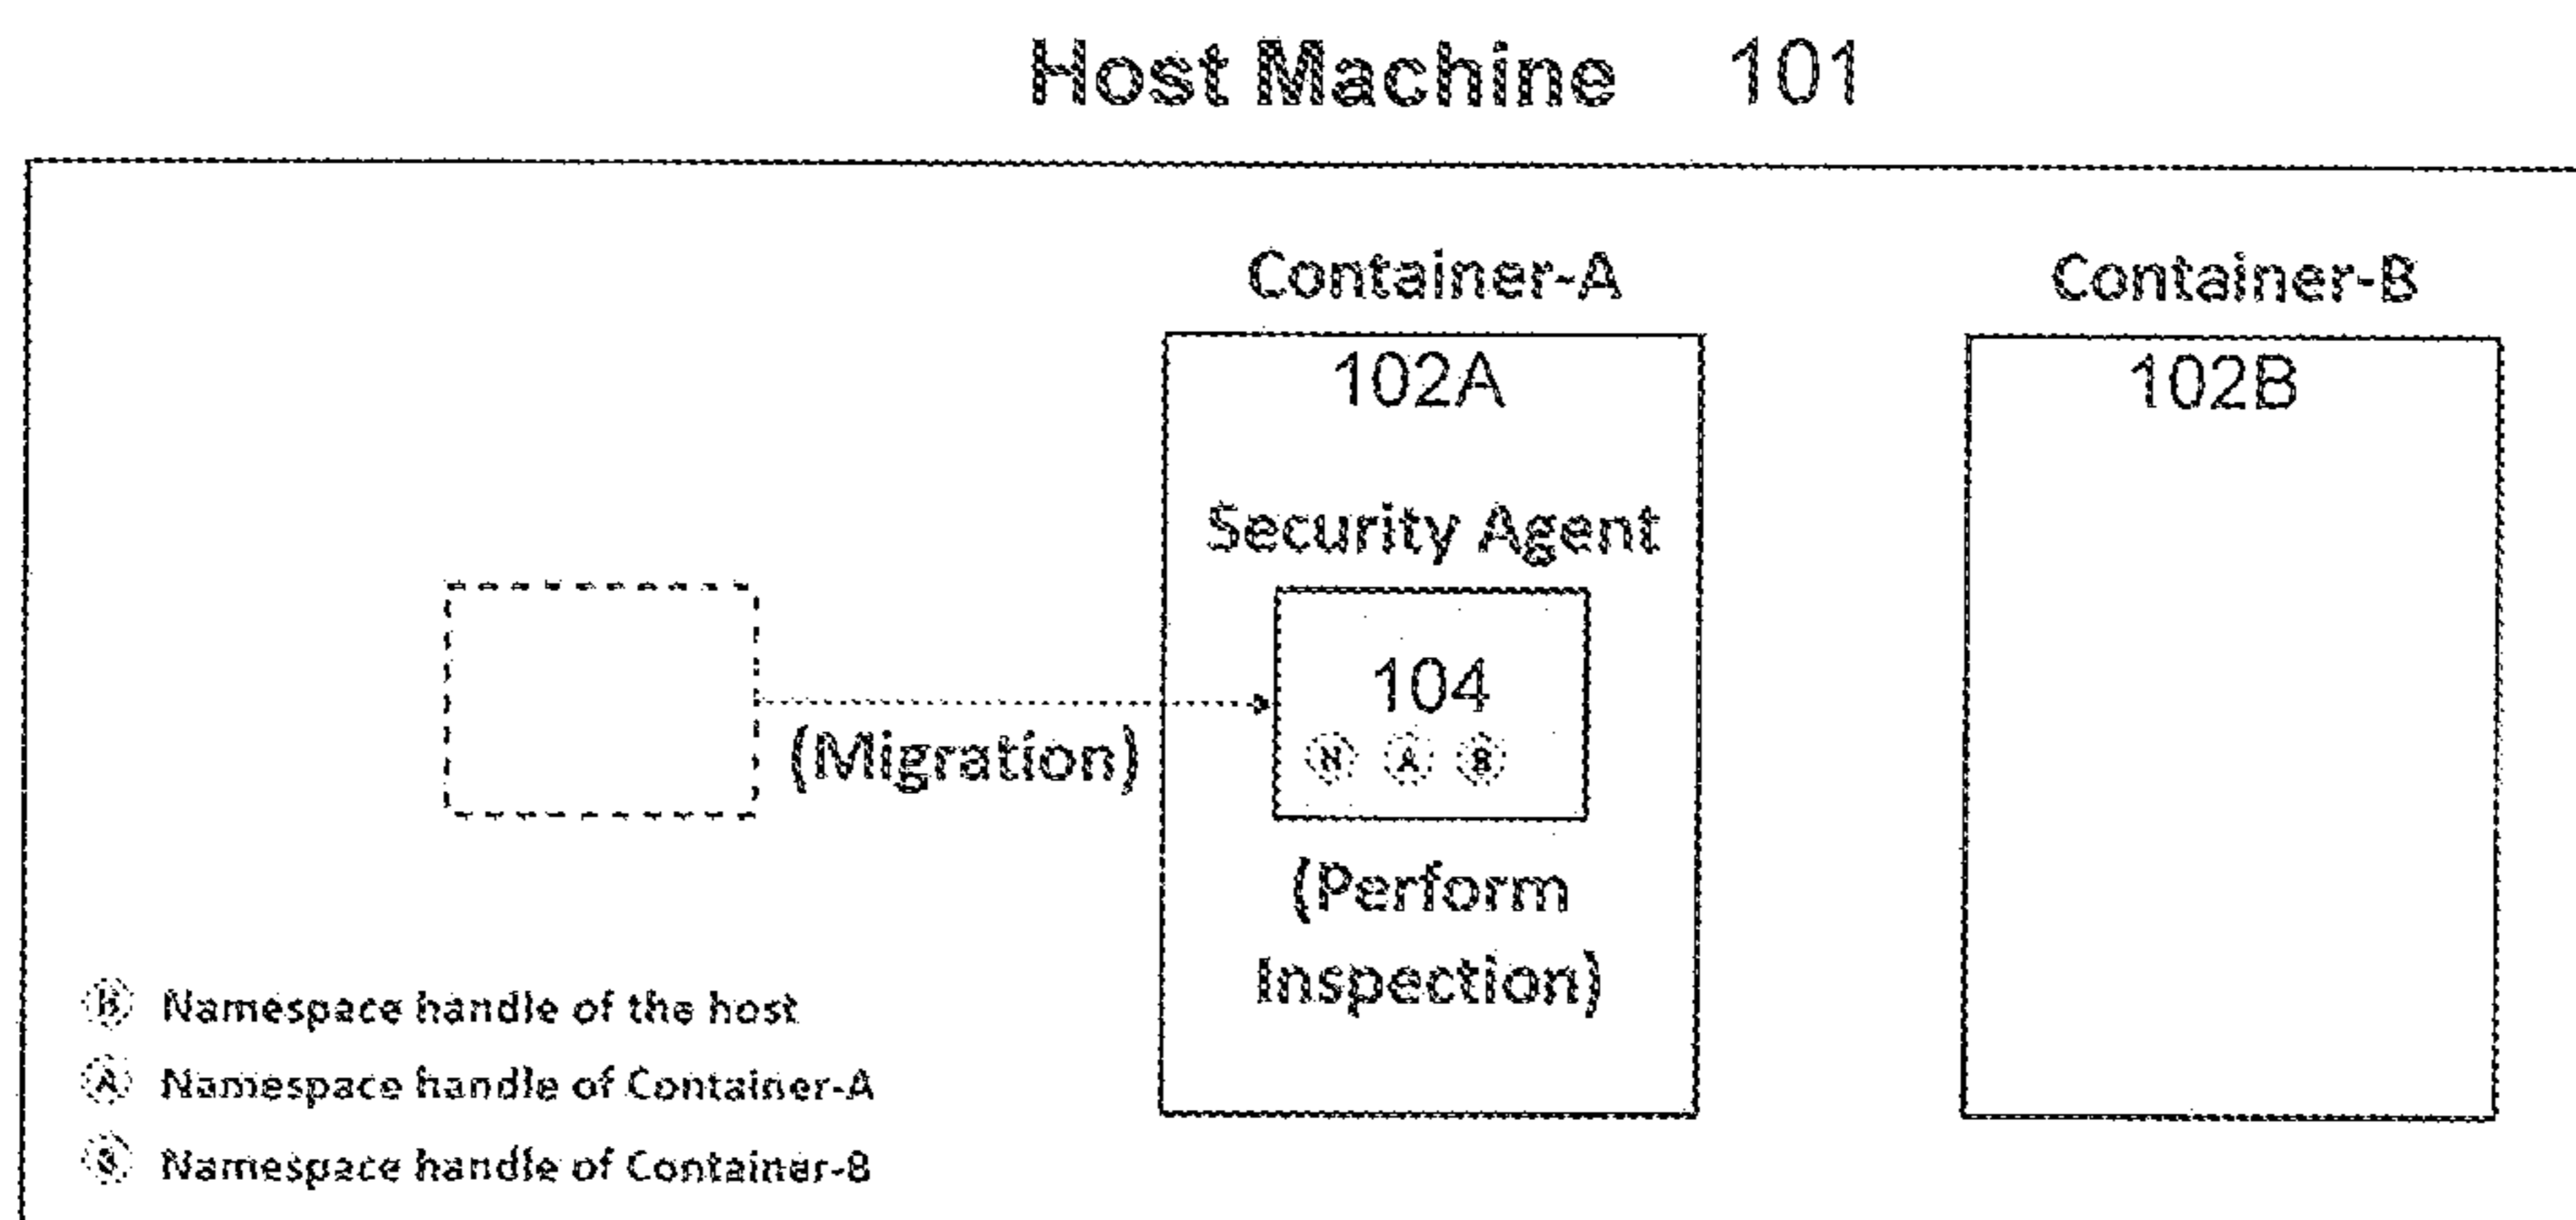 Host Machine 101
Container-A
Container-B
102A
102B
Security Agent
104
(Migration)
A B
(Perform
Inspection)
Namespace handle of the host
A Namespace handle of Container-A
Namespace handle of Container-B